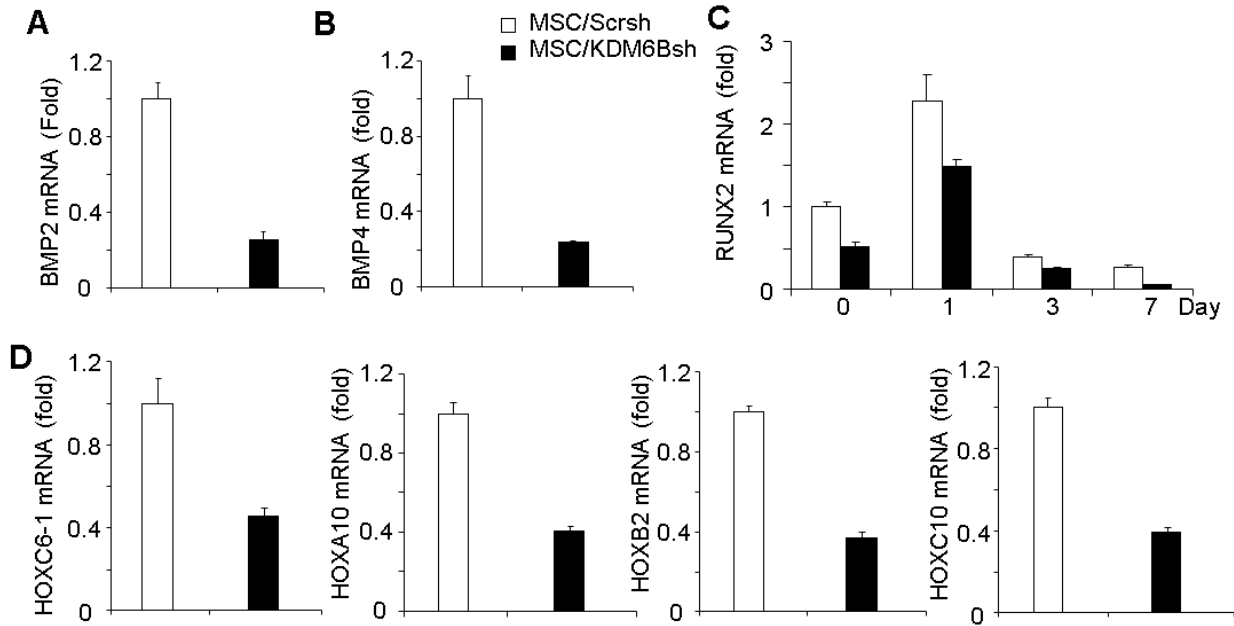 A
B
MSC/Scrsh
MSC/KDM6Bsh
C
BMP2 mRNA (Fold)
1.2
0.8
0.4
0
BMP4 mRNA (fold)
1.2
0.8
0.4
0
RUNX2 mRNA (fold)
3
2
1
0
0 1 3 7 Day
D
HOXC6-1 mRNA (fold)
1.2
0.8
0.4
0
HOXA10 mRNA (fold)
1.2
0.8
0.4
0
HOXB2 mRNA (fold)
1.2
0.8
0.4
0
HOXC10 mRNA (fold)
1.2
0.8
0.4
0